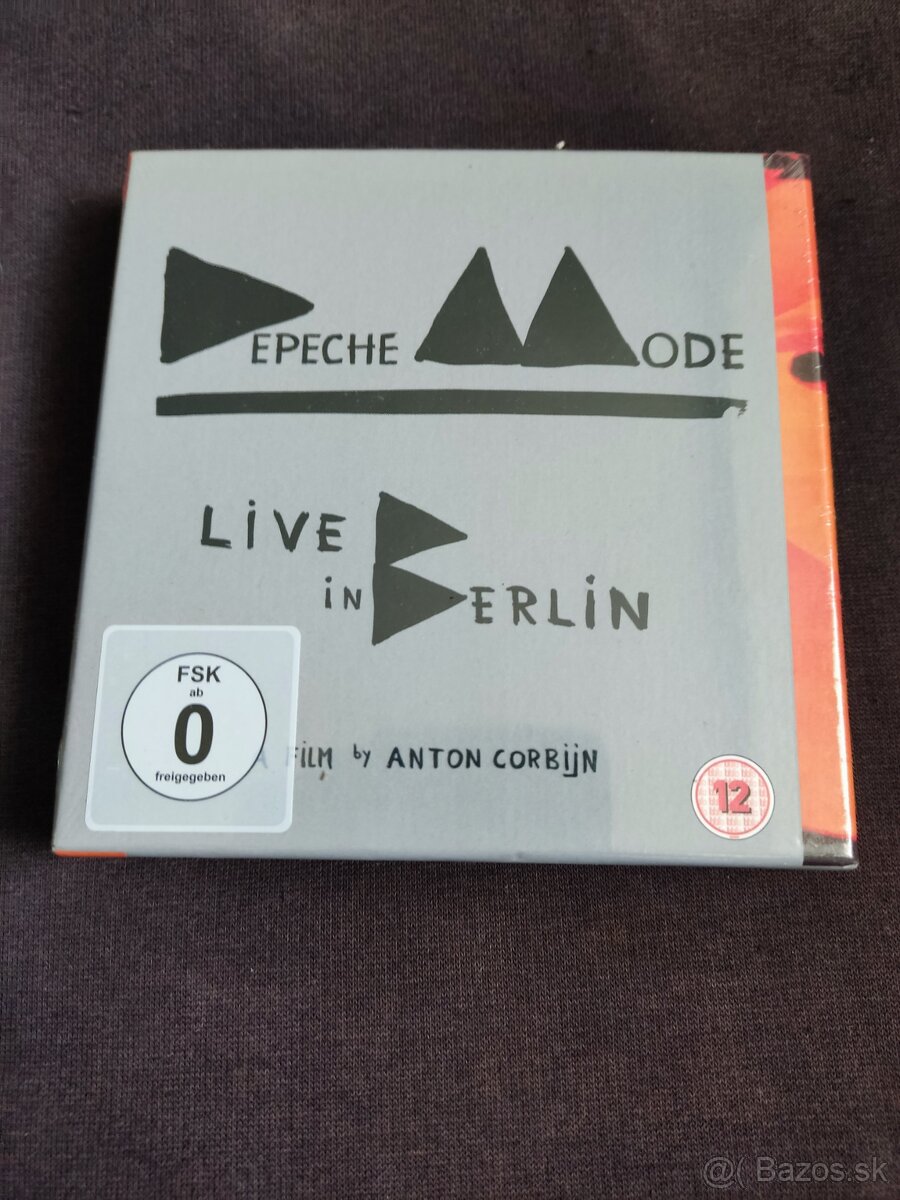 DEPECHE MODE
LiVE
iN BERLiN
FSK
ab
0
freigegeben
A FiLM by ANTON CORBijN
12
@( Bazos.sk